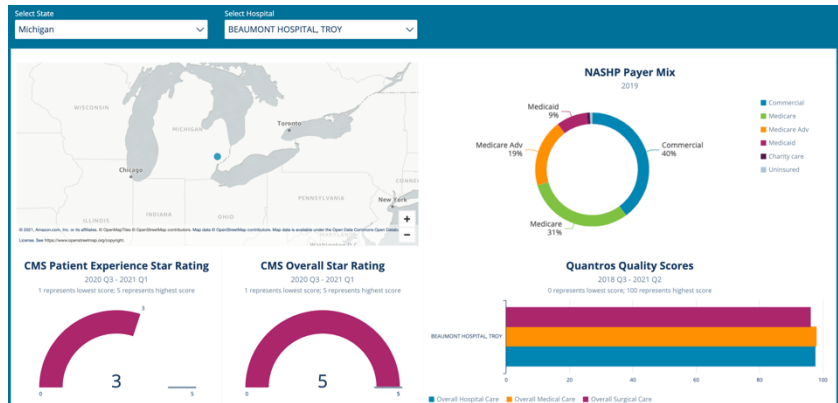 Select State
Select Hospital
Michigan
BEAUMONT HOSPITAL, TROY
WISCONSIN
MICHIGAN
Toronto
Chicago
ILLINOIS
INDIANA
OHIO
PENNSYLVANIA
New York
CONNE
+
−
© 2021, Amazon.com, Inc. or its affiliates. © OpenMapTiles © OpenStreetMap contributors. Map data © OpenStreetMap contributors. Map data is available under the Open Data Commons Open Databa
License. See https://www.openstreetmap.org/copyright.
NASHP Payer Mix
2019
Medicaid
9%
Medicare Adv
19%
Commercial
40%
Medicare
31%
Commercial
Medicare
Medicare Adv
Medicaid
Charity care
Uninsured
CMS Patient Experience Star Rating
2020 Q3 - 2021 Q1
1 represents lowest score; 5 represents highest score
3
3
0
5
CMS Overall Star Rating
2020 Q3 - 2021 Q1
1 represents lowest score; 5 represents highest score
5
0
5
Quantros Quality Scores
2018 Q3 - 2021 Q2
0 represents lowest score; 100 represents highest score
BEAUMONT HOSPITAL, TROY
0
20
40
60
80
100
Overall Hospital Care
Overall Medical Care
Overall Surgical Care